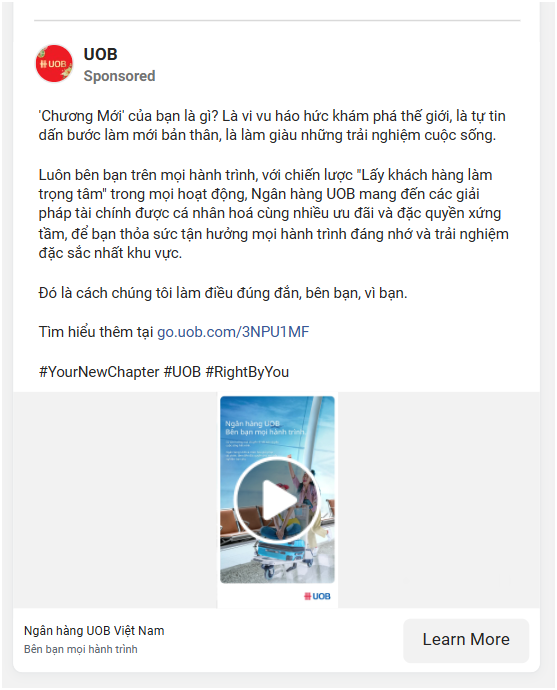 UOB
UOB
Sponsored
'Chương Mới' của bạn là gì? Là vi vu háo hức khám phá thế giới, là tự tin
dấn bước làm mới bản thân, là làm giàu những trải nghiệm cuộc sống.
Luôn bên bạn trên mọi hành trình, với chiến lược "Lấy khách hàng làm
trọng tâm" trong mọi hoạt động, Ngân hàng UOB mang đến các giải
pháp tài chính được cá nhân hoá cùng nhiều ưu đãi và đặc quyền xứng
tầm, để bạn thỏa sức tận hưởng mọi hành trình đáng nhớ và trải nghiệm
đặc sắc nhất khu vực.
Đó là cách chúng tôi làm điều đúng đắn, bên bạn, vì bạn.
Tìm hiểu thêm tại go.uob.com/3NPU1MF
#YourNewChapter #UOB #RightByYou
Ngân hàng UOB
Bên bạn mọi hành trình
UOB
Ngân hàng UOB Việt Nam
Bên bạn mọi hành trình
Learn More